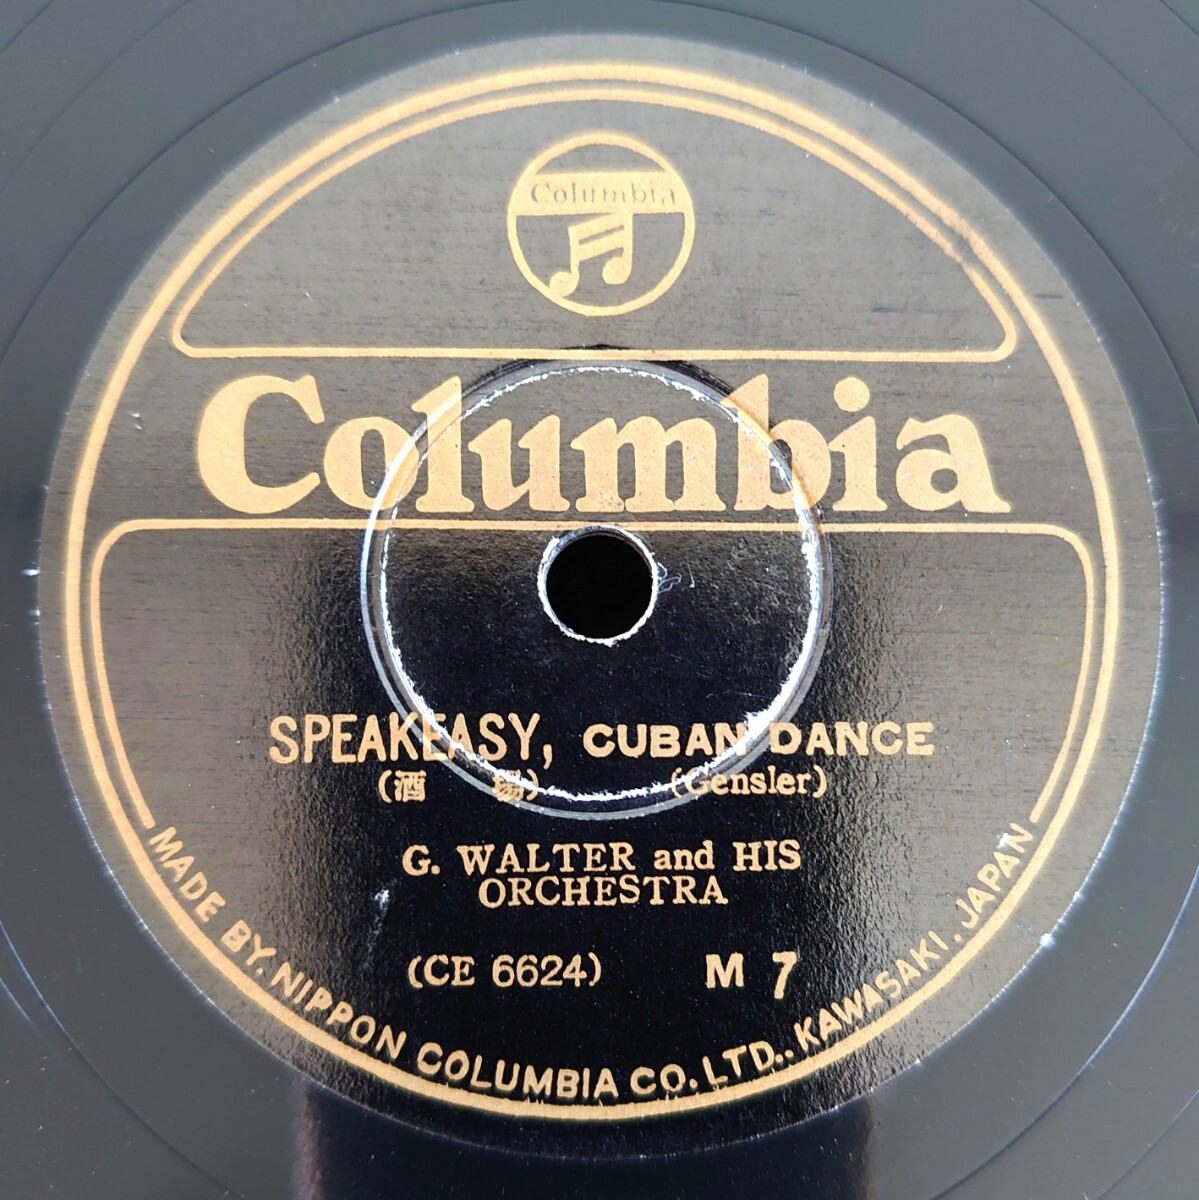 Columbia
Columbia
SPEAKEASY, CUBAN DANCE
(酒 場) (Gensler)
G. WALTER and HIS
ORCHESTRA
(CE 6624) M 7
MADE BY. NIPPON COLUMBIA CO. LTD., KAWASAKI. JAPAN